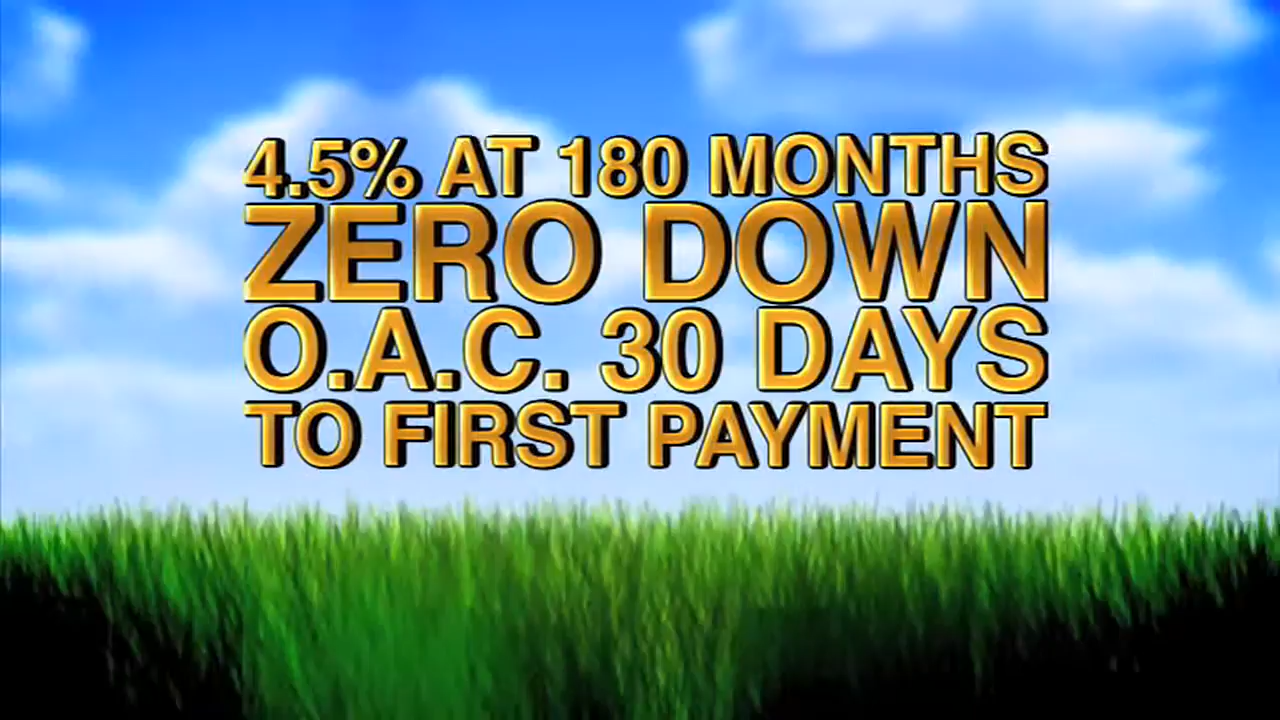 4.5% AT 180 MONTHS
ZERO DOWN
O.A.C. 30 DAYS
TO FIRST PAYMENT